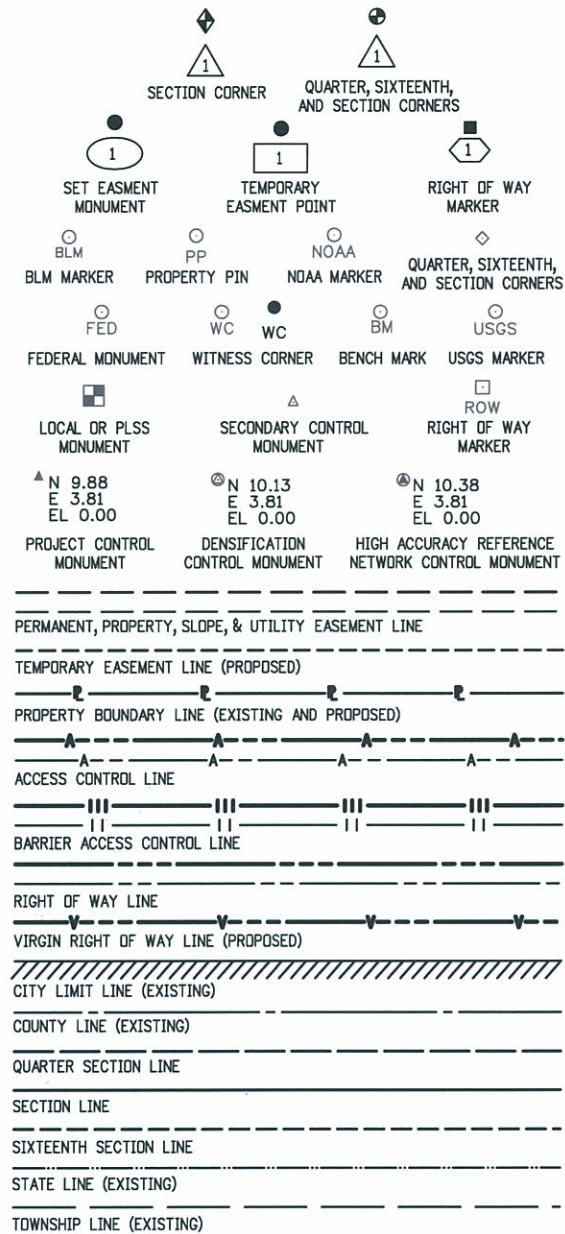 1
SECTION CORNER
1
QUARTER, SIXTEENTH,
AND SECTION CORNERS
1
SET EASMENT
MONUMENT
1
TEMPORARY
EASMENT POINT
1
RIGHT OF WAY
MARKER
BLM
BLM MARKER
PP
PROPERTY PIN
NOAA
NOAA MARKER
QUARTER, SIXTEENTH,
AND SECTION CORNERS
FED
FEDERAL MONUMENT
WC WC
WITNESS CORNER
BM
BENCH MARK
USGS
USGS MARKER
LOCAL OR PLSS
MONUMENT
SECONDARY CONTROL
MONUMENT
ROW
RIGHT OF WAY
MARKER
N 9.88
E 3.81
EL 0.00
PROJECT CONTROL
MONUMENT
N 10.13
E 3.81
EL 0.00
DENSIFICATION
CONTROL MONUMENT
N 10.38
E 3.81
EL 0.00
HIGH ACCURACY REFERENCE
NETWORK CONTROL MONUMENT
PERMANENT, PROPERTY, SLOPE, & UTILITY EASEMENT LINE
TEMPORARY EASEMENT LINE (PROPOSED)
PL PL PL PL
PROPERTY BOUNDARY LINE (EXISTING AND PROPOSED)
A A A A
A A A A
ACCESS CONTROL LINE
BARRIER ACCESS CONTROL LINE
RIGHT OF WAY LINE
V V V V
VIRGIN RIGHT OF WAY LINE (PROPOSED)
CITY LIMIT LINE (EXISTING)
COUNTY LINE (EXISTING)
QUARTER SECTION LINE
SECTION LINE
SIXTEENTH SECTION LINE
STATE LINE (EXISTING)
TOWNSHIP LINE (EXISTING)